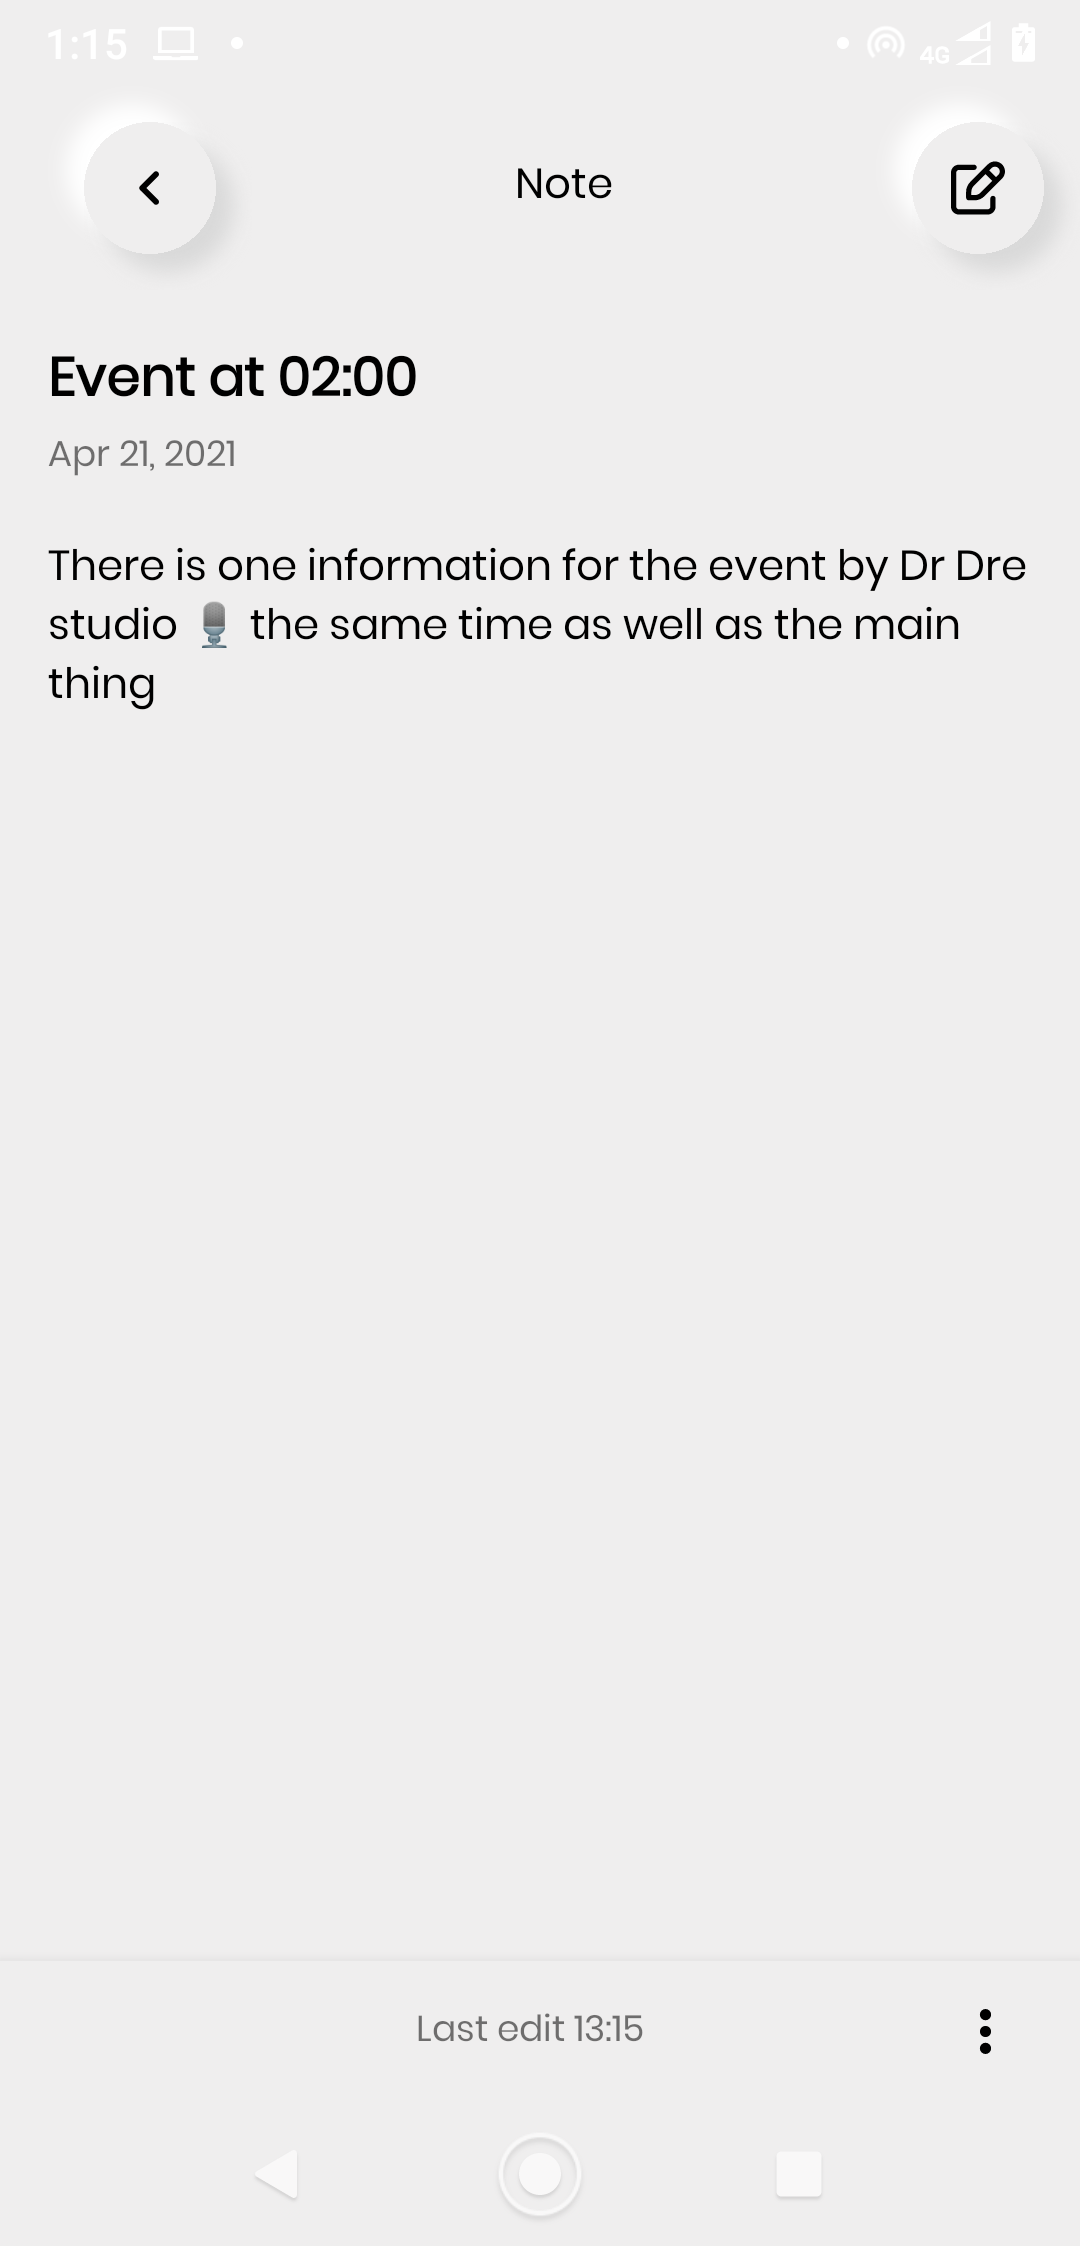 1:15
4G
Note
Event at 02:00
Apr 21, 2021
There is one information for the event by Dr Dre
studio 🎙️ the same time as well as the main
thing
Last edit 13:15